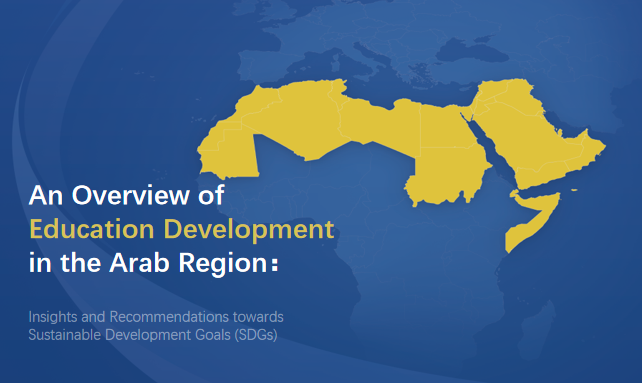 An Overview of
Education Development
in the Arab Region:
Insights and Recommendations towards
Sustainable Development Goals (SDGs)